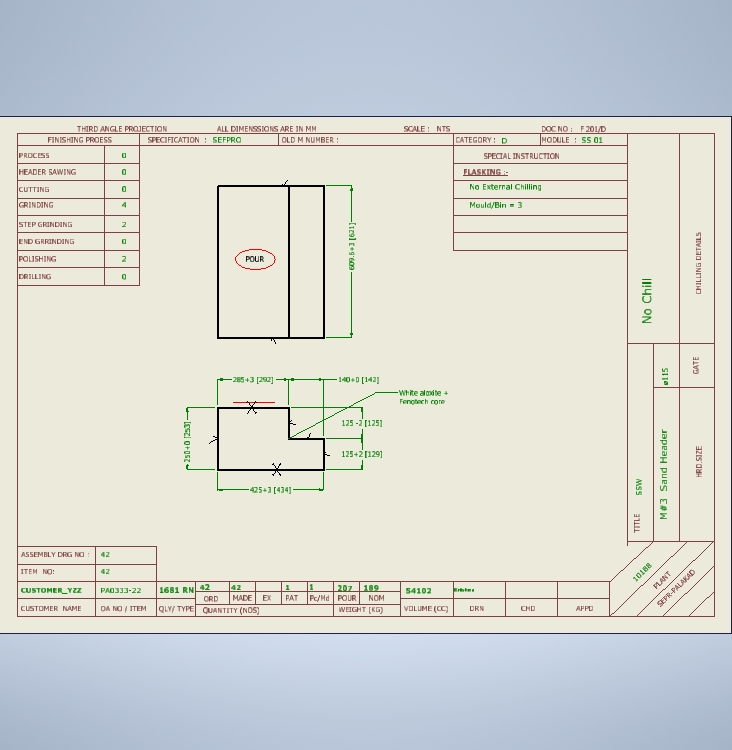 THIRD ANGLE PROJECTION ALL DIMENSSIONS ARE IN MM SCALE : NTS DOC NO : F 201/D
FINISHING PROESS SPECIFICATION : SEFPRO OLD M NUMBER : CATEGORY : D MODULE : SS 01
PROCESS 0
HEADER SAWING 0
CUTTING 0
GRINDING 4
STEP GRINDING 2
END GRRINDING 0
POLISHING 2
DRILLING 0
SPECIAL INSTRUCTION
FLASKING :-
No External Chilling
Mould/Bin = 3
POUR
609.6+3 [621]
285+3 [292] 140+0 [142]
White aloxite +
Fenotech core
250+0 [253]
125 -2 [125]
125+2 [129]
425+3 [434]
No Chill
CHILLING DETAILS
ø115
GATE
TITLE SSW
M#3 Sand Header
HRD.SIZE
10188
PLANT
SEPR-PALAKAD
ASSEMBLY DRG NO : 42
ITEM NO: 42
CUSTOMER_YZZ PA0333-22 1681 RN 42 42 1 1 207 189 54102
ORD MADE EX PAT Pc/Md POUR NOM
CUSTOMER NAME OA NO / ITEM QLY/ TYPE QUANTITY (NOS) WEIGHT (KG) VOLUME (CC) DRN CHD APPD